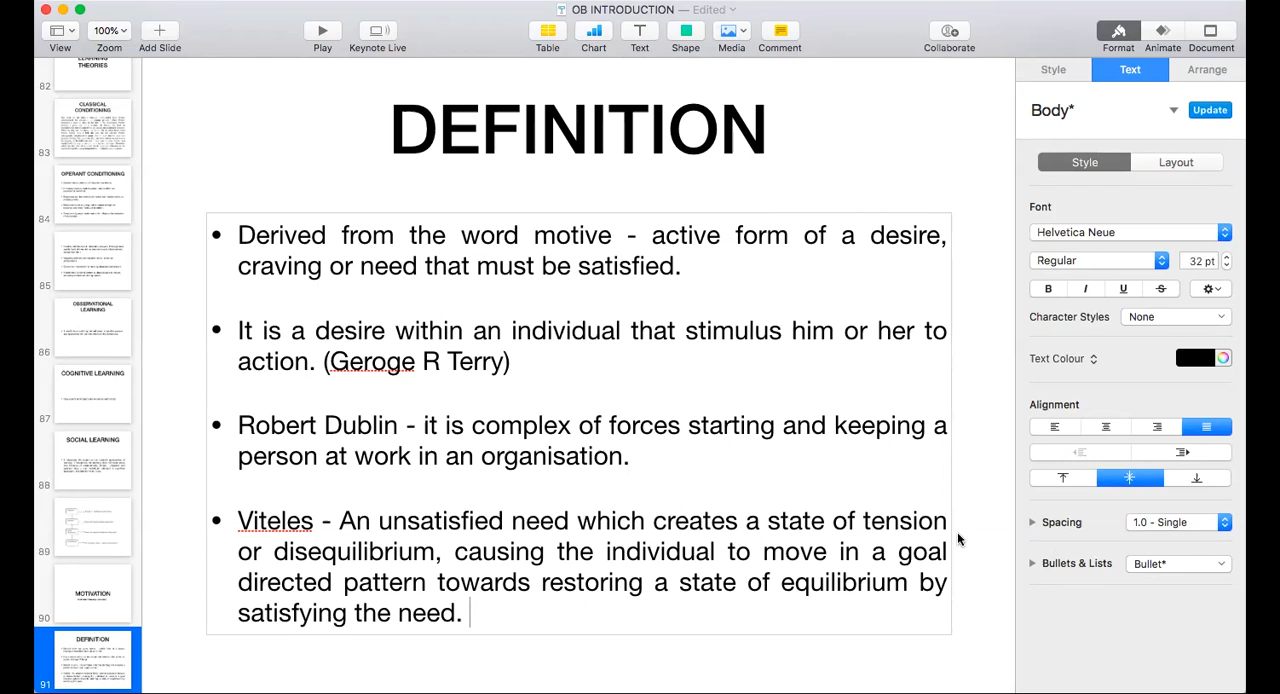 OB INTRODUCTION — Edited
100%
View
Zoom
Add Slide
Play
Keynote Live
Table
Chart
Text
Shape
Media
Comment
Collaborate
Format
Animate
Document
82
THEORIES
83
CLASSICAL
CONDITIONING
84
OPERANT CONDITIONING
85
86
OBSERVATIONAL
LEARNING
87
COGNITIVE LEARNING
88
SOCIAL LEARNING
89
90
MOTIVATION
91
DEFINITION
DEFINITION
• Derived from the word motive - active form of a desire,
craving or need that must be satisfied.
• It is a desire within an individual that stimulus him or her to
action. (Geroge R Terry)
• Robert Dublin - it is complex of forces starting and keeping a
person at work in an organisation.
• Viteles - An unsatisfied need which creates a state of tension
or disequilibrium, causing the individual to move in a goal
directed pattern towards restoring a state of equilibrium by
satisfying the need.
Style
Text
Arrange
Body*
Update
Style
Layout
Font
Helvetica Neue
Regular
32 pt
B I U S
Character Styles
None
Text Colour
Alignment
Spacing
1.0 - Single
Bullets & Lists
Bullet*